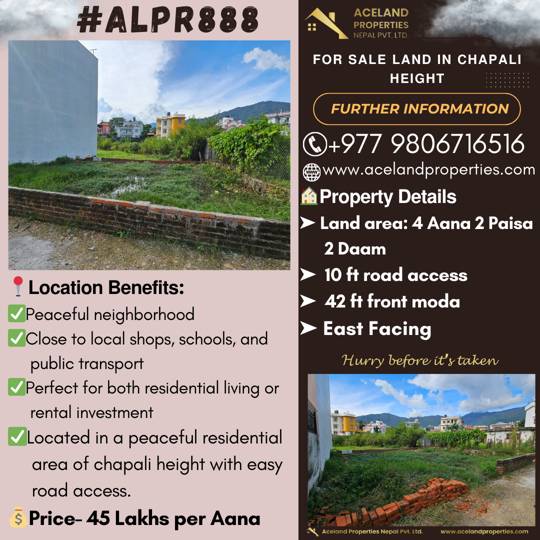 #ALPR888
📍Location Benefits:
✅Peaceful neighborhood
✅Close to local shops, schools, and
public transport
✅Perfect for both residential living or
rental investment
✅Located in a peaceful residential
area of chapali height with easy
road access.
💰Price- 45 Lakhs per Aana
ACELAND
PROPERTIES
NEPAL PVT. LTD.
FOR SALE LAND IN CHAPALI
HEIGHT
FURTHER INFORMATION
+977 9806716516
www.acelandproperties.com
🏠Property Details
➤ Land area: 4 Aana 2 Paisa
2 Daam
➤ 10 ft road access
➤ 42 ft front moda
➤ East Facing
Hurry before it's taken
Aceland Properties Nepal Pvt. Ltd.
www.acelandproperties.com